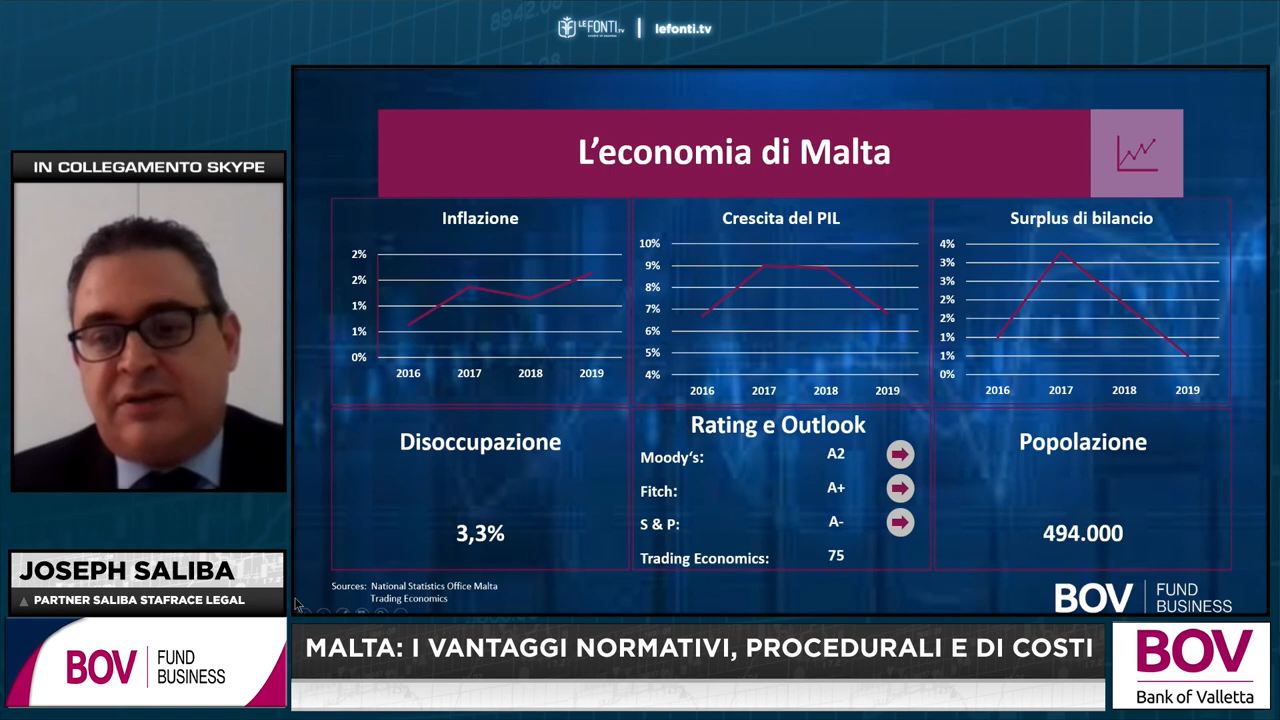 LE FONTI.TV
lefonti.tv
IN COLLEGAMENTO SKYPE
L'economia di Malta
Inflazione
2%
2%
1%
1%
0%
2016 2017 2018 2019
Crescita del PIL
10%
9%
8%
7%
6%
5%
4%
2016 2017 2018 2019
Surplus di bilancio
4%
3%
3%
2%
2%
1%
1%
0%
2016 2017 2018 2019
Disoccupazione
3,3%
Rating e Outlook
Moody's: A2
Fitch: A+
S & P: A-
Trading Economics: 75
Popolazione
494.000
Sources: National Statistics Office Malta
Trading Economics
BOV FUND
BUSINESS
JOSEPH SALIBA
PARTNER SALIBA STAFRACE LEGAL
BOV FUND
BUSINESS
MALTA: I VANTAGGI NORMATIVI, PROCEDURALI E DI COSTI
BOV
Bank of Valletta